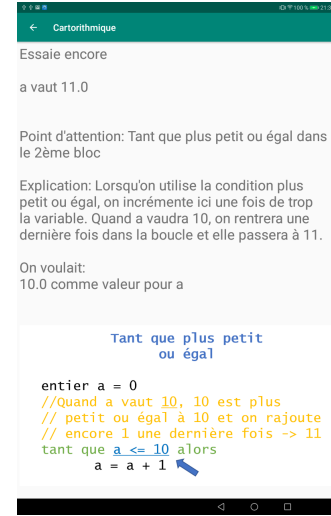 100 % 21:3
Cartorithmique
Essaie encore
a vaut 11.0
Point d'attention: Tant que plus petit ou égal dans
le 2ème bloc
Explication: Lorsqu'on utilise la condition plus
petit ou égal, on incrémente ici une fois de trop
la variable. Quand a vaudra 10, on rentrera une
dernière fois dans la boucle et elle passera à 11.
On voulait:
10.0 comme valeur pour a
Tant que plus petit
ou égal
entier a = 0
//Quand a vaut 10, 10 est plus
// petit ou égal à 10 et on rajoute
// encore 1 une dernière fois -> 11
tant que a <= 10 alors
a = a + 1